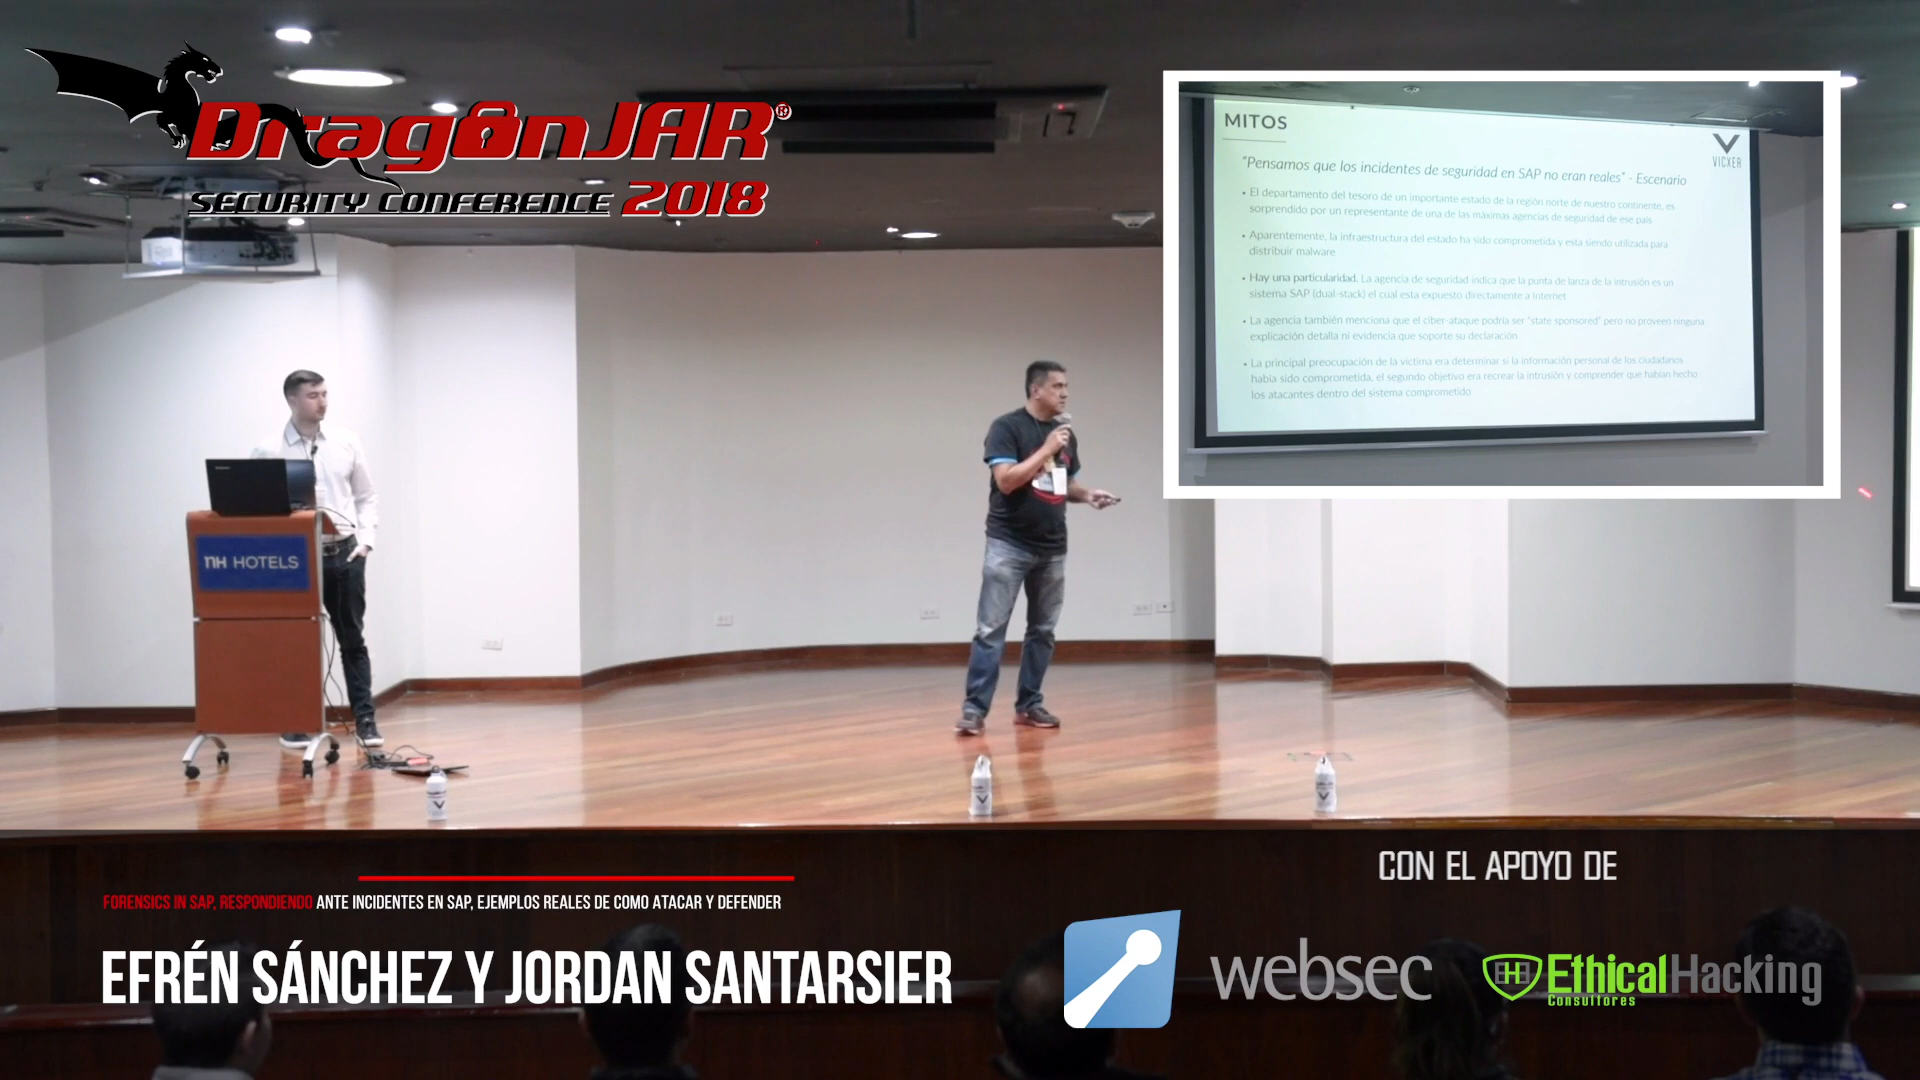 DragonJAR®
SECURITY CONFERENCE 2018
MITOS
VICXER
"Pensamos que los incidentes de seguridad en SAP no eran reales" - Escenario
• El departamento del tesoro de un importante estado de la región norte de nuestro continente, es
sorprendido por un representante de una de las máximas agencias de seguridad de ese país
• Aparentemente, la infraestructura del estado ha sido comprometida y esta siendo utilizada para
distribuir malware
• Hay una particularidad. La agencia de seguridad indica que la punta de lanza de la intrusión es un
sistema SAP (dual-stack) el cual esta expuesto directamente a Internet
• La agencia también menciona que el ciber-ataque podría ser "state sponsored" pero no proveen ninguna
explicación detalla ni evidencia que soporte su declaración
• La principal preocupación de la víctima era determinar si la información personal de los ciudadanos
había sido comprometida, el segundo objetivo era recrear la intrusión y comprender que habían hecho
los atacantes dentro del sistema comprometido
nH HOTELS
CON EL APOYO DE
FORENSICS IN SAP, RESPONDIENDO ANTE INCIDENTES EN SAP, EJEMPLOS REALES DE COMO ATACAR Y DEFENDER
EFRÉN SÁNCHEZ Y JORDAN SANTARSIER
websec
EHC EthicalHacking
Consultores